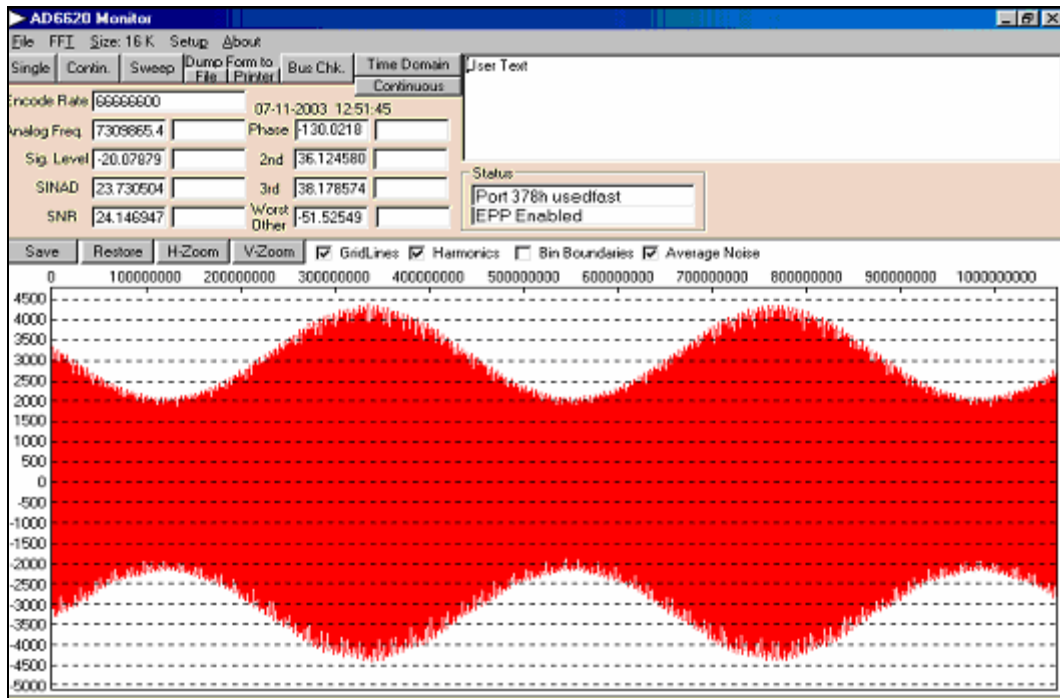 AD6620 Monitor
File FFT Size: 16 K Setup About
Single Contin. Sweep Dump to File Form to Printer Bus Chk. Time Domain
Continuous
User Text
Encode Rate 66666600
07-11-2003 12:51:45
Analog Freq. 7309865.4 Phase -130.0218
Sig. Level -20.07879 2nd 36.124580
SINAD 23.730504 3rd 38.178574
SNR 24.146947 Worst Other -51.52549
Status
Port 378h usedfast
EPP Enabled
Save Restore H-Zoom V-Zoom GridLines Harmonics Bin Boundaries Average Noise
0 100000000 200000000 300000000 400000000 500000000 600000000 700000000 800000000 900000000 1000000000
4500
4000
3500
3000
2500
2000
1500
1000
500
0
-500
-1000
-1500
-2000
-2500
-3000
-3500
-4000
-4500
-5000